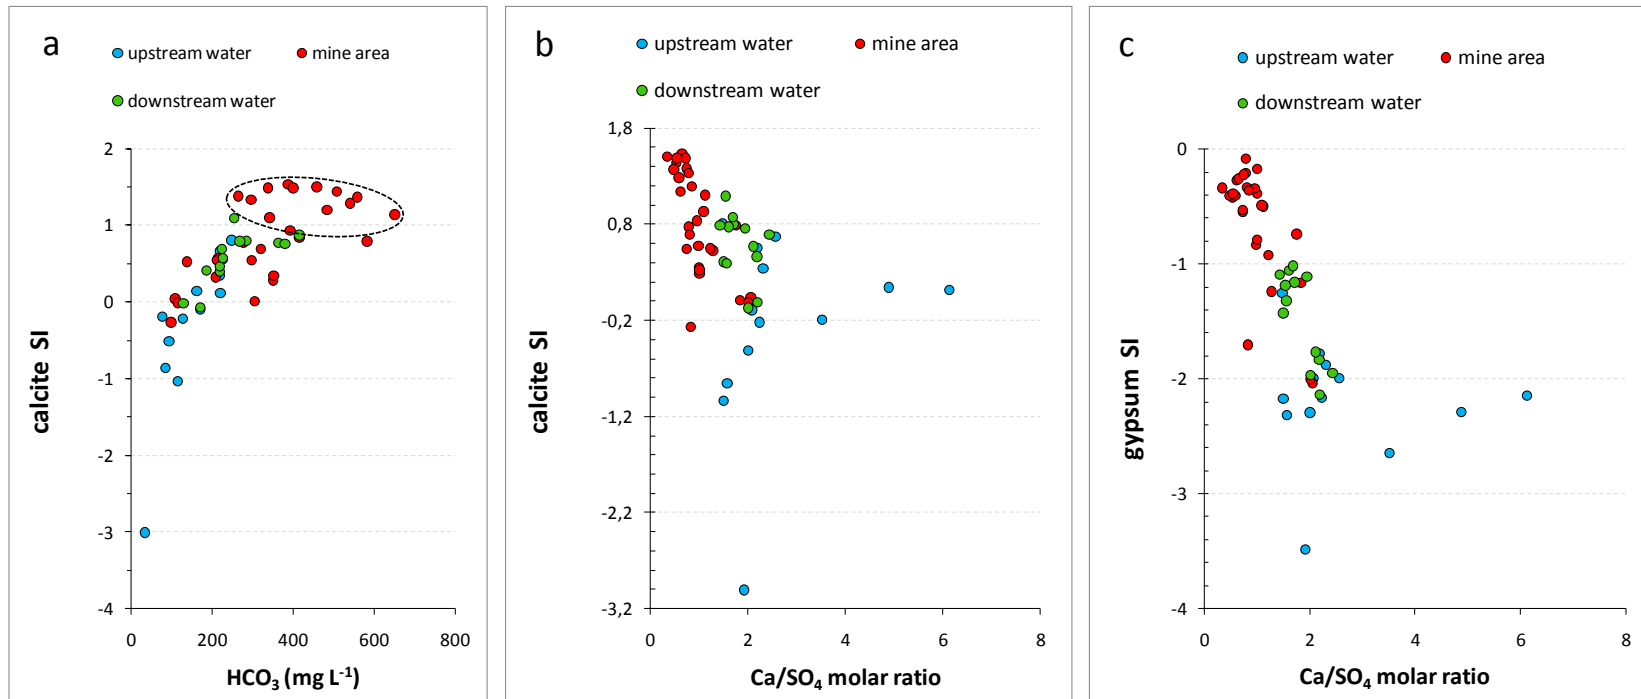 a
upstream water
mine area
downstream water
2
1
0
-1
-2
-3
-4
0 200 400 600 800
calcite SI
HCO₃ (mg L⁻¹)
b
upstream water
mine area
downstream water
1,8
0,8
-0,2
-1,2
-2,2
-3,2
0 2 4 6 8
calcite SI
Ca/SO₄ molar ratio
c
upstream water
mine area
downstream water
0
-1
-2
-3
-4
0 2 4 6 8
gypsum SI
Ca/SO₄ molar ratio